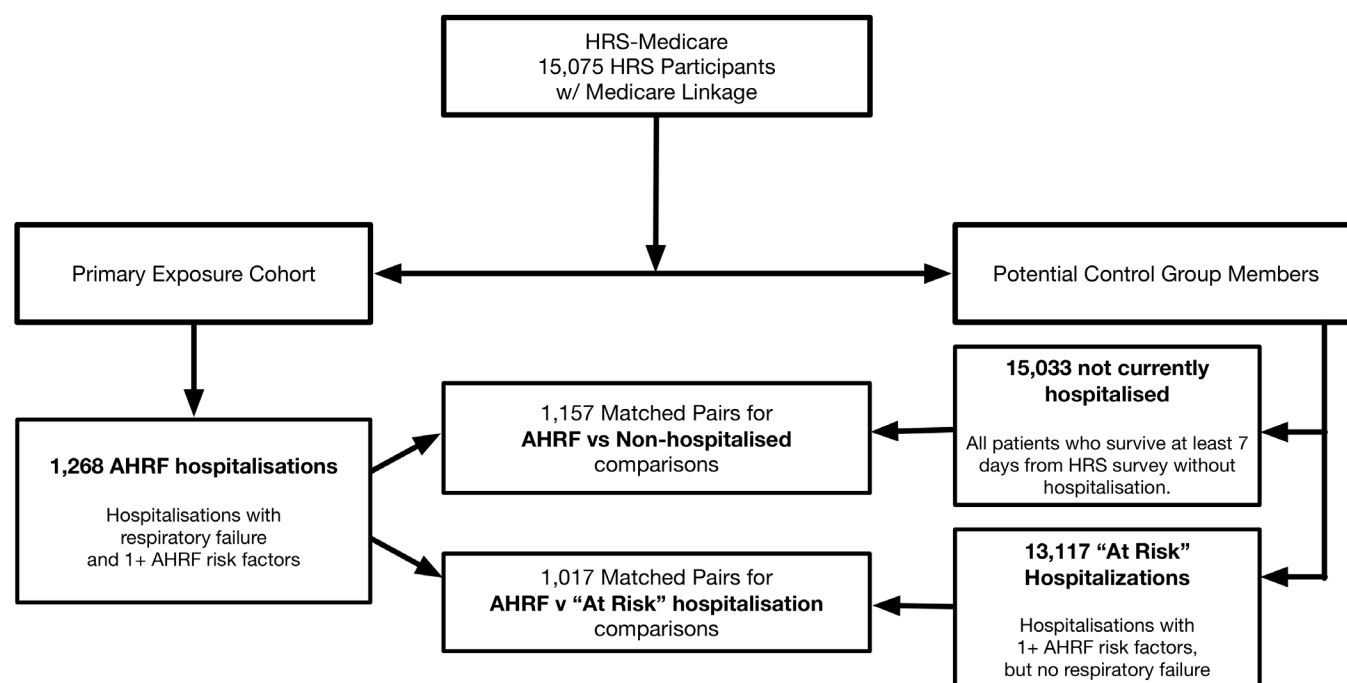 HRS-Medicare
15,075 HRS Participants
w/ Medicare Linkage
Primary Exposure Cohort
Potential Control Group Members
1,268 AHRF hospitalisations
Hospitalisations with
respiratory failure
and 1+ AHRF risk factors
1,157 Matched Pairs for
AHRF vs Non-hospitalised
comparisons
1,017 Matched Pairs for
AHRF v “At Risk” hospitalisation
comparisons
15,033 not currently
hospitalised
All patients who survive at least 7
days from HRS survey without
hospitalisation.
13,117 “At Risk”
Hospitalizations
Hospitalisations with
1+ AHRF risk factors,
but no respiratory failure